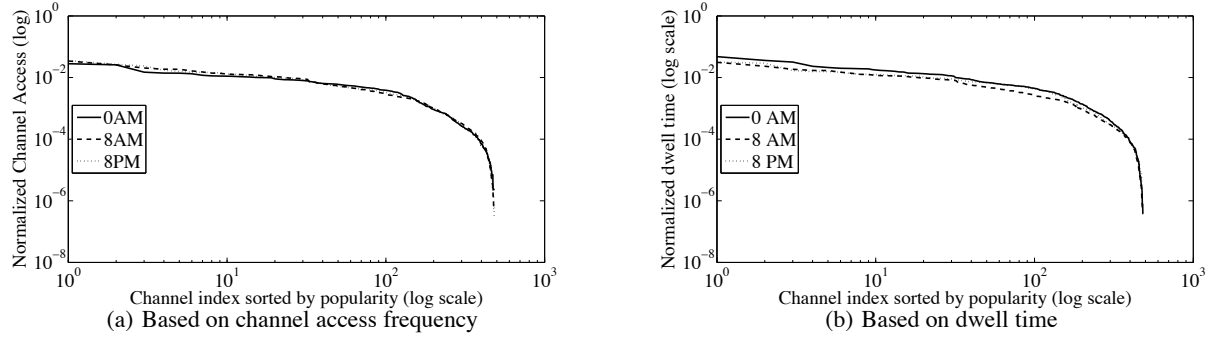 Normalized Channel Access (log)
10^0
10^-2
10^-4
10^-6
10^-8
0AM
8AM
8PM
10^0 10^1 10^2 10^3
Channel index sorted by popularity (log scale)
(a) Based on channel access frequency
Normalized dwell time (log scale)
10^0
10^-2
10^-4
10^-6
10^-8
0 AM
8 AM
8 PM
10^0 10^1 10^2 10^3
Channel index sorted by popularity (log scale)
(b) Based on dwell time